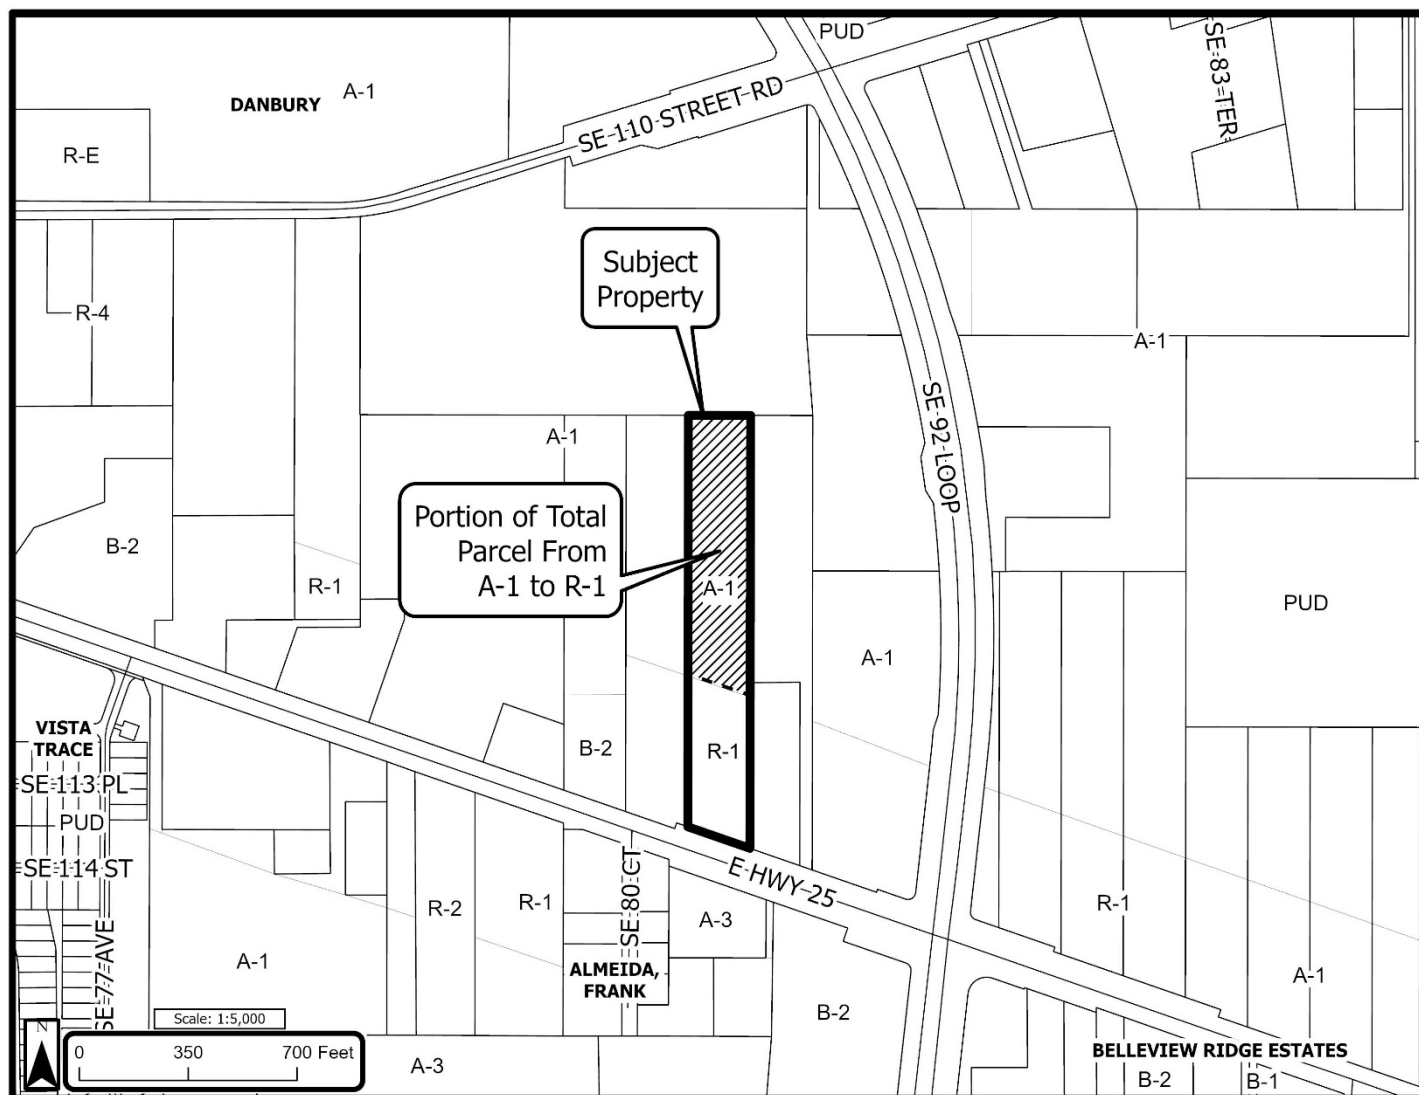 PUD
SE 83 TER
A-1
DANBURY
SE 110 STREET RD
R-E
Subject
Property
R-4
A-1
SE 92 LOOP
A-1
Portion of Total
Parcel From
A-1 to R-1
B-2
R-1
A-1
PUD
A-1
VISTA
TRACE
B-2
R-1
SE 113 PL
PUD
SE 114 ST
E HWY 25
SE 80 CT
R-2
R-1
A-3
R-1
SE 77 AVE
A-1
ALMEIDA,
FRANK
A-1
B-2
Scale: 1:5,000
N
0 350 700 Feet
A-3
BELLEVIEW RIDGE ESTATES
B-2
B-1